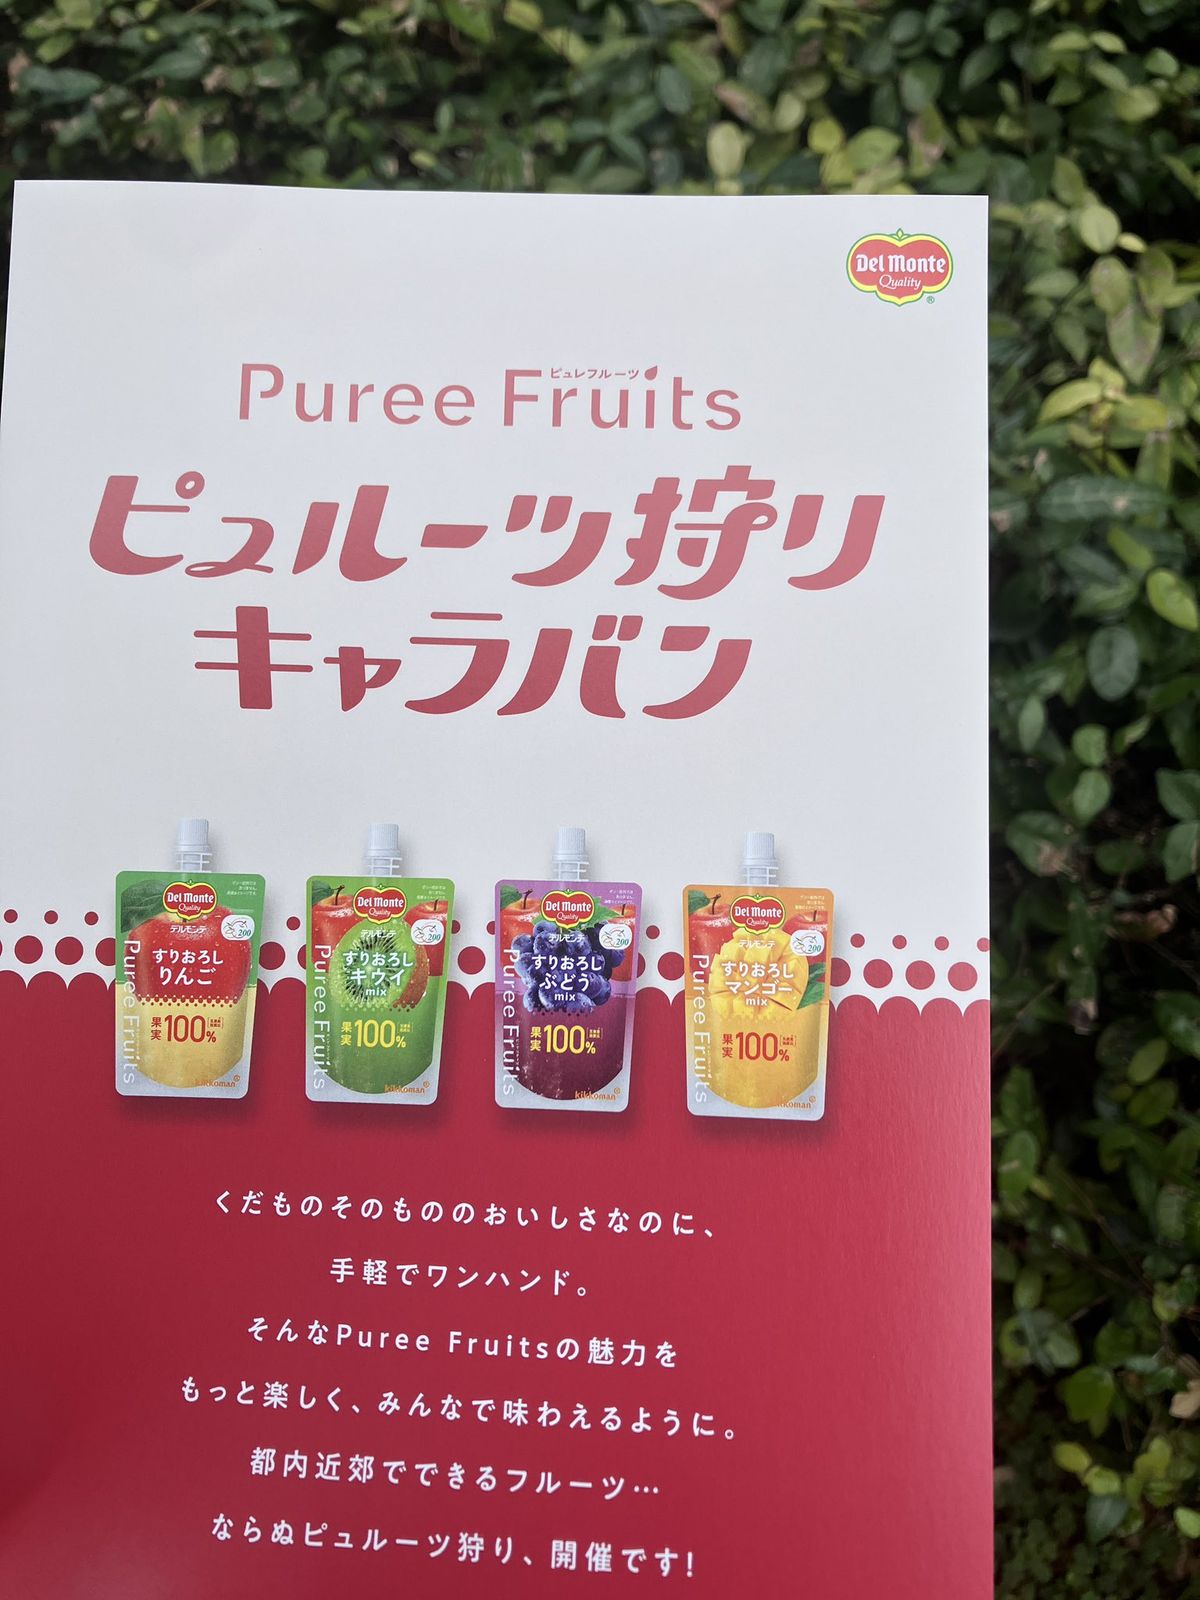 Del Monte
Quality
®
ピュレフルーツ
Puree Fruits
ピュルーツ狩り
キャラバン
Del Monte
Quality
デルモンテ
200
すりおろし
りんご
Puree Fruits
果実100%
kikkoman®
Del Monte
Quality
デルモンテ
200
すりおろし
キウイ
mix
Puree Fruits
果実100%
kikkoman®
Del Monte
Quality
デルモンテ
200
すりおろし
ぶどう
mix
Puree Fruits
果実100%
kikkoman®
Del Monte
Quality
デルモンテ
200
すりおろし
マンゴー
mix
Puree Fruits
果実100%
kikkoman®
くだものそのもののおいしさなのに、
手軽でワンハンド。
そんなPuree Fruitsの魅力を
もっと楽しく、みんなで味わえるように。
都内近郊でできるフルーツ…
ならぬピュルーツ狩り、開催です!